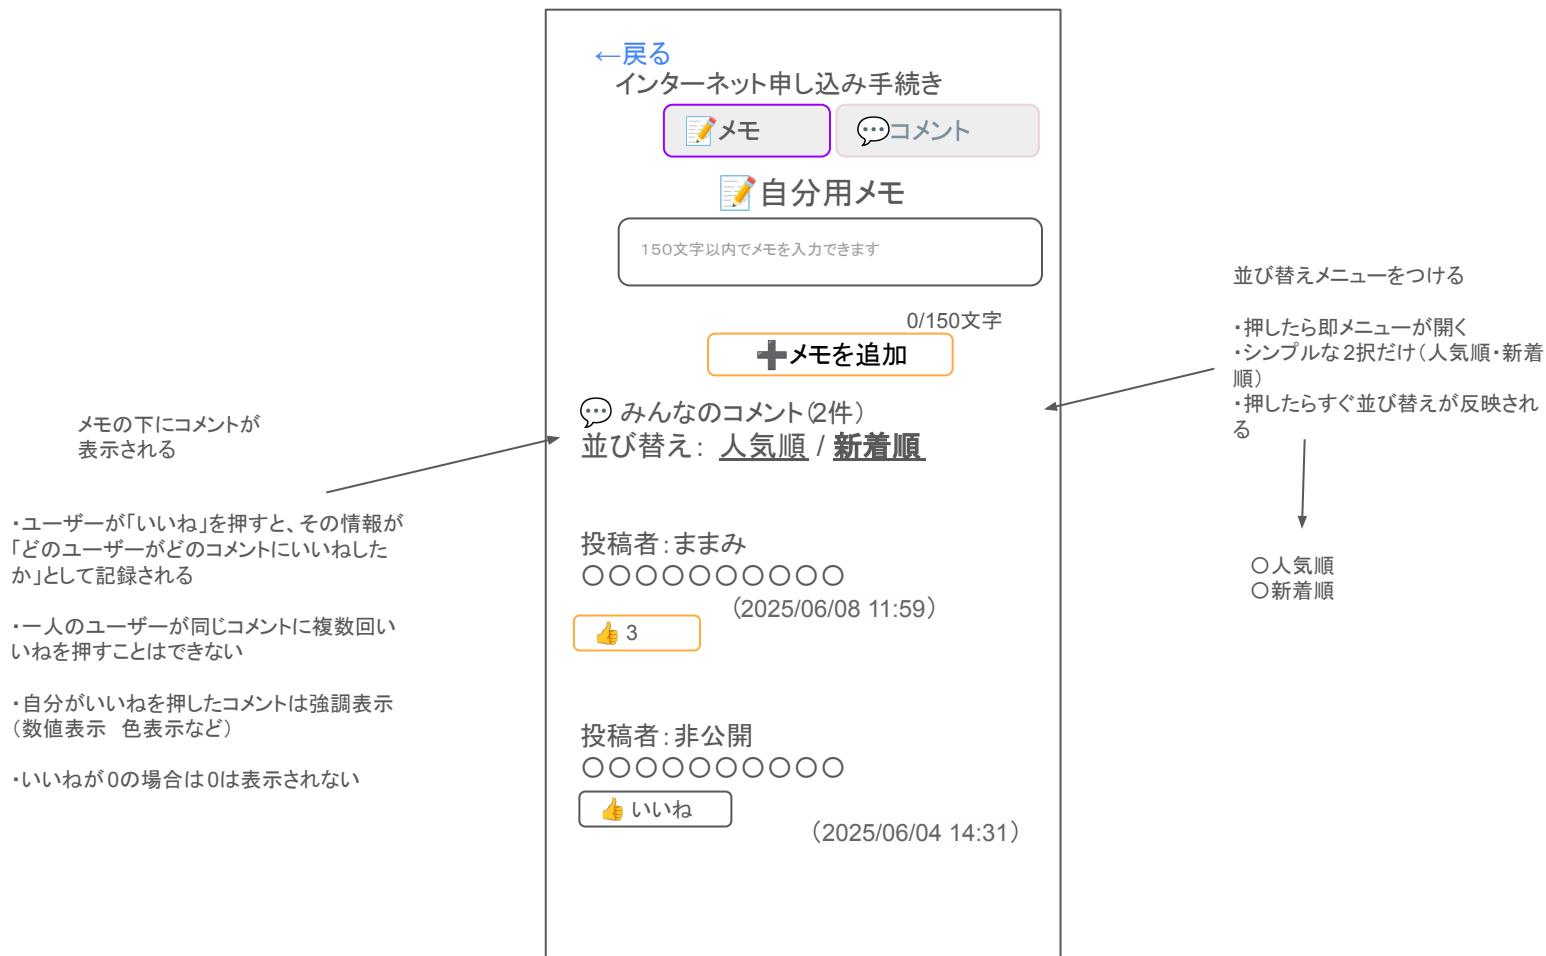 ←戻る
インターネット申し込み手続き
📝メモ
💬コメント
📝自分用メモ
150文字以内でメモを入力できます
0/150文字
➕メモを追加
💬 みんなのコメント（2件）
並び替え： 人気順 / 新着順
投稿者：ままみ
〇〇〇〇〇〇〇〇〇〇
（2025/06/08 11:59）
👍 3
投稿者：非公開
〇〇〇〇〇〇〇〇〇〇
👍 いいね
（2025/06/04 14:31）
メモの下にコメントが
表示される
・ユーザーが「いいね」を押すと、その情報が
「どのユーザーがどのコメントにいいねした
か」として記録される
・一人のユーザーが同じコメントに複数回い
いねを押すことはできない
・自分がいいねを押したコメントは強調表示
（数値表示　色表示など）
・いいねが0の場合は0は表示されない
並び替えメニューをつける
・押したら即メニューが開く
・シンプルな2択だけ（人気順・新着
順）
・押したらすぐ並び替えが反映され
る
〇人気順
〇新着順